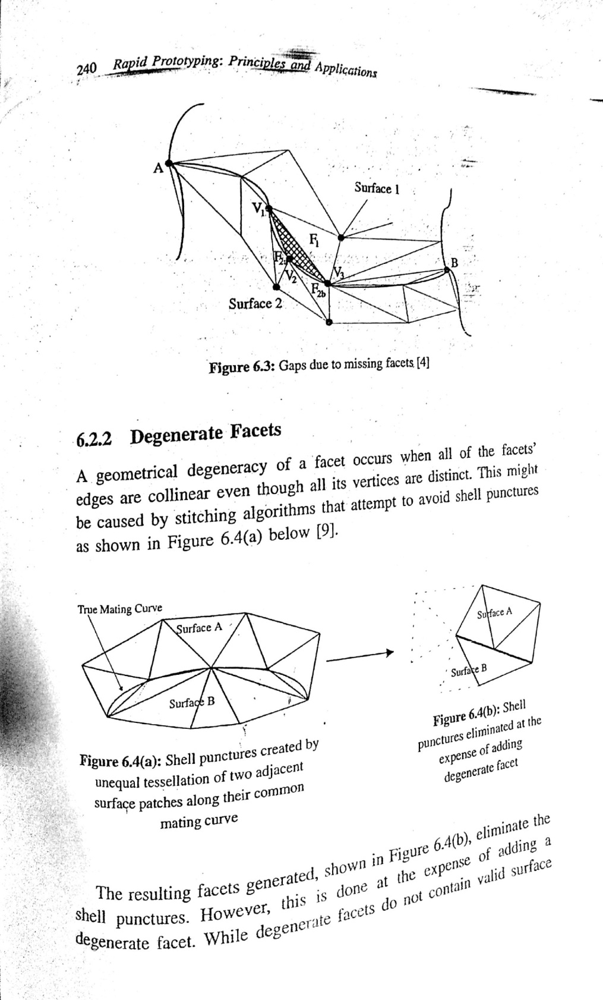 240 Rapid Prototyping: Principles and Applications
A
Surface 1
V1
F1
B
F2a
V3
V2
F2b
Surface 2
Figure 6.3: Gaps due to missing facets [4]
6.2.2 Degenerate Facets
A geometrical degeneracy of a facet occurs when all of the facets'
edges are collinear even though all its vertices are distinct. This might
be caused by stitching algorithms that attempt to avoid shell punctures
as shown in Figure 6.4(a) below [9].
True Mating Curve
Surface A
Surface B
Surface A
Surface B
Figure 6.4(a): Shell punctures created by
unequal tessellation of two adjacent
surface patches along their common
mating curve
Figure 6.4(b): Shell
punctures eliminated at the
expense of adding
degenerate facet
The resulting facets generated, shown in Figure 6.4(b), eliminate the
shell punctures. However, this is done at the expense of adding a
degenerate facet. While degenerate facets do not contain valid surface